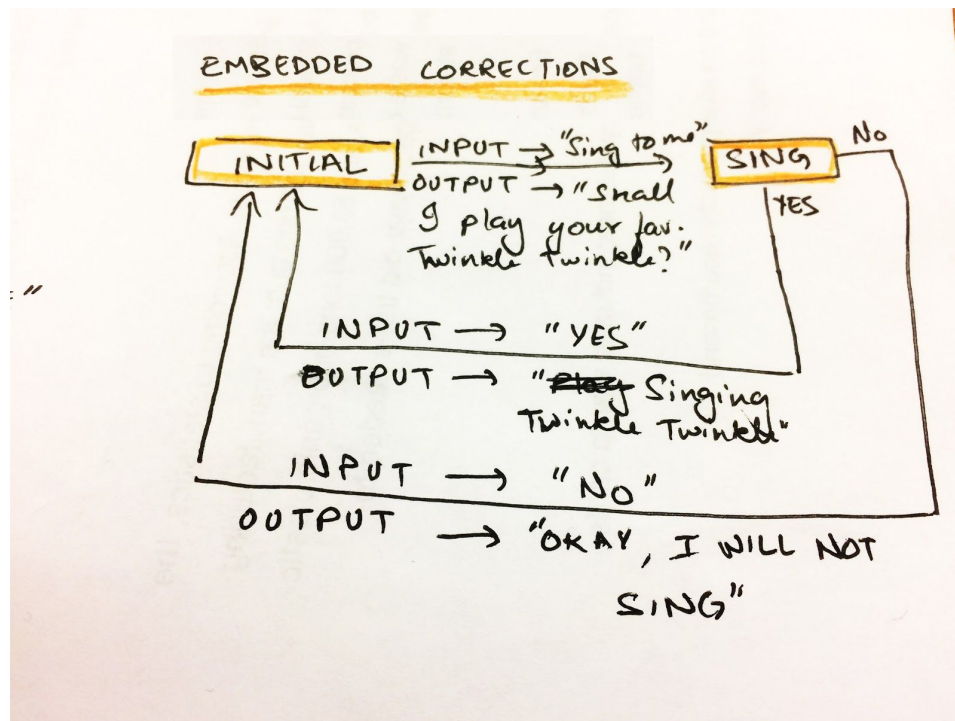 EMBEDDED CORRECTIONS
INITIAL
INPUT → "Sing to me"
OUTPUT → "Shall
I play your fav.
Twinkle twinkle?"
SING
No
YES
"
INPUT → "YES"
OUTPUT → "Play Singing
Twinkle Twinkle"
INPUT → "No"
OUTPUT → "OKAY, I WILL NOT
SING"